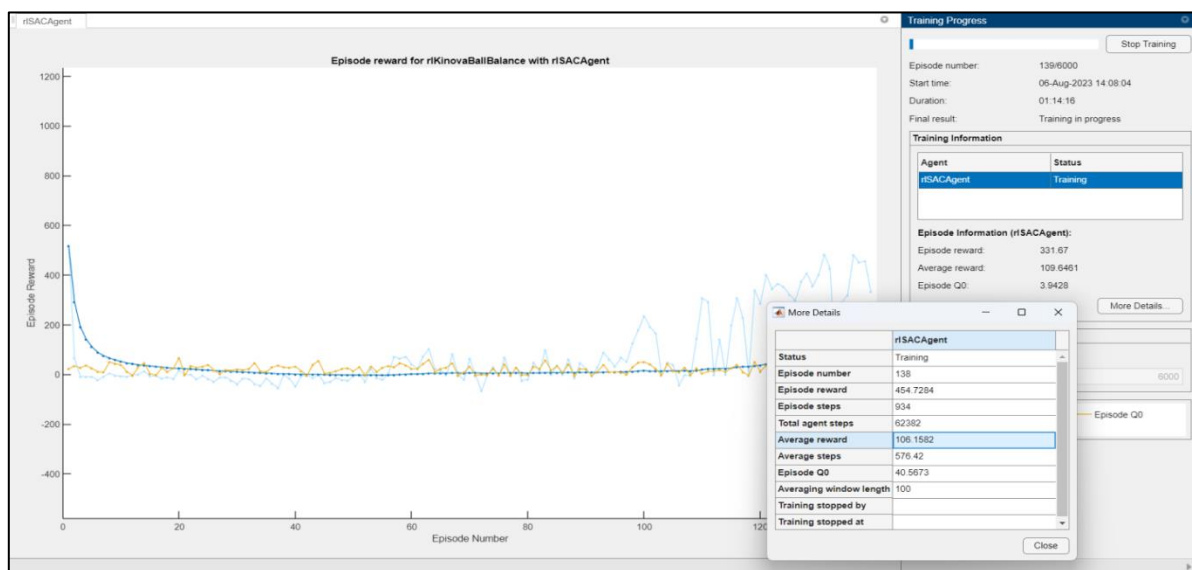 rlSACAgent
Episode reward for rlKinovaBallBalance with rlSACAgent
Episode Reward
1200
1000
800
600
400
200
0
-200
-400
0
20
40
60
80
100
120
Episode Number
Training Progress
Stop Training
Episode number: 139/6000
Start time: 06-Aug-2023 14:08:04
Duration: 01:14:16
Final result: Training in progress
Training Information
Agent Status
rlSACAgent Training
Episode Information (rlSACAgent):
Episode reward: 331.67
Average reward: 109.6461
Episode Q0: 3.9428
More Details...
6000
Episode Q0
More Details
rlSACAgent
Status Training
Episode number 138
Episode reward 454.7284
Episode steps 934
Total agent steps 62382
Average reward 106.1582
Average steps 576.42
Episode Q0 40.5673
Averaging window length 100
Training stopped by
Training stopped at
Close